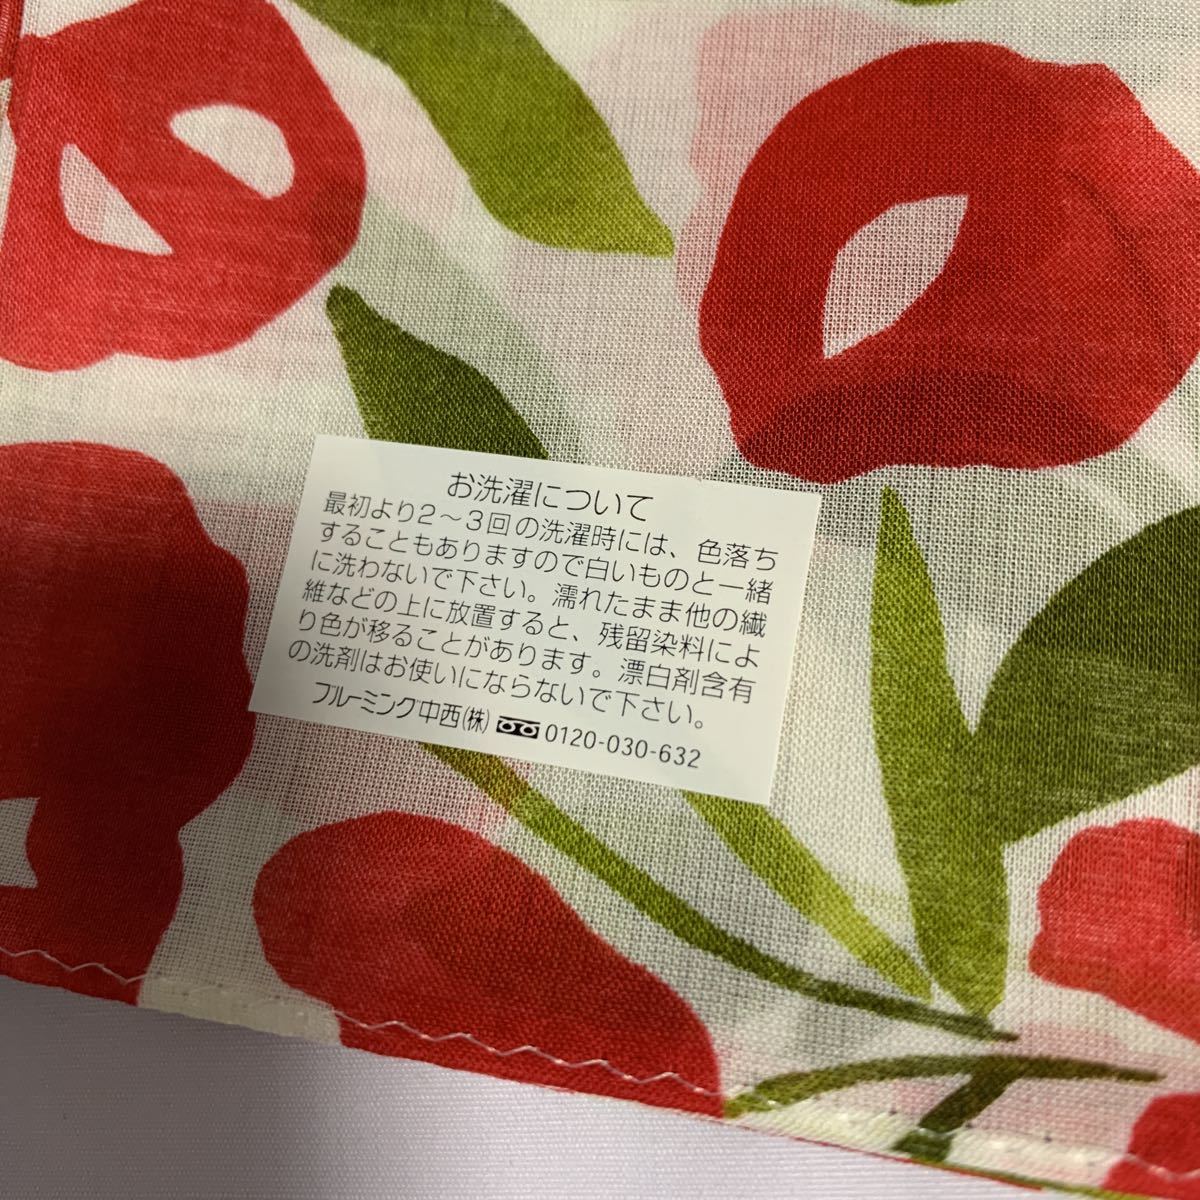 お洗濯について
最初より2〜3回の洗濯時には、色落ち
することもありますので白いものと一緒
に洗わないで下さい。濡れたまま他の繊
維などの上に放置すると、残留染料によ
り色が移ることがあります。漂白剤含有
の洗剤はお使いにならないで下さい。
ブルーミング中西(株) 0120-030-632